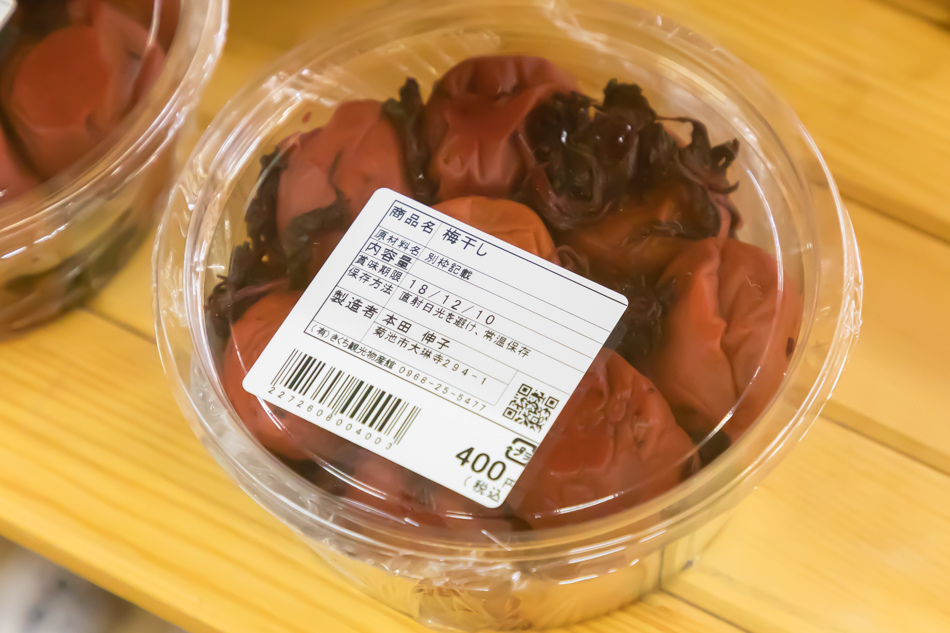 商品名 梅干し
原材料名 別枠記載
内容量
賞味期限 18/12/10
保存方法 直射日光を避け、常温保存
製造者 本田 伸子
菊池市大琳寺294-1
(有)きくち観光物産館 0968-25-5477
2272608004003
400円
(税込